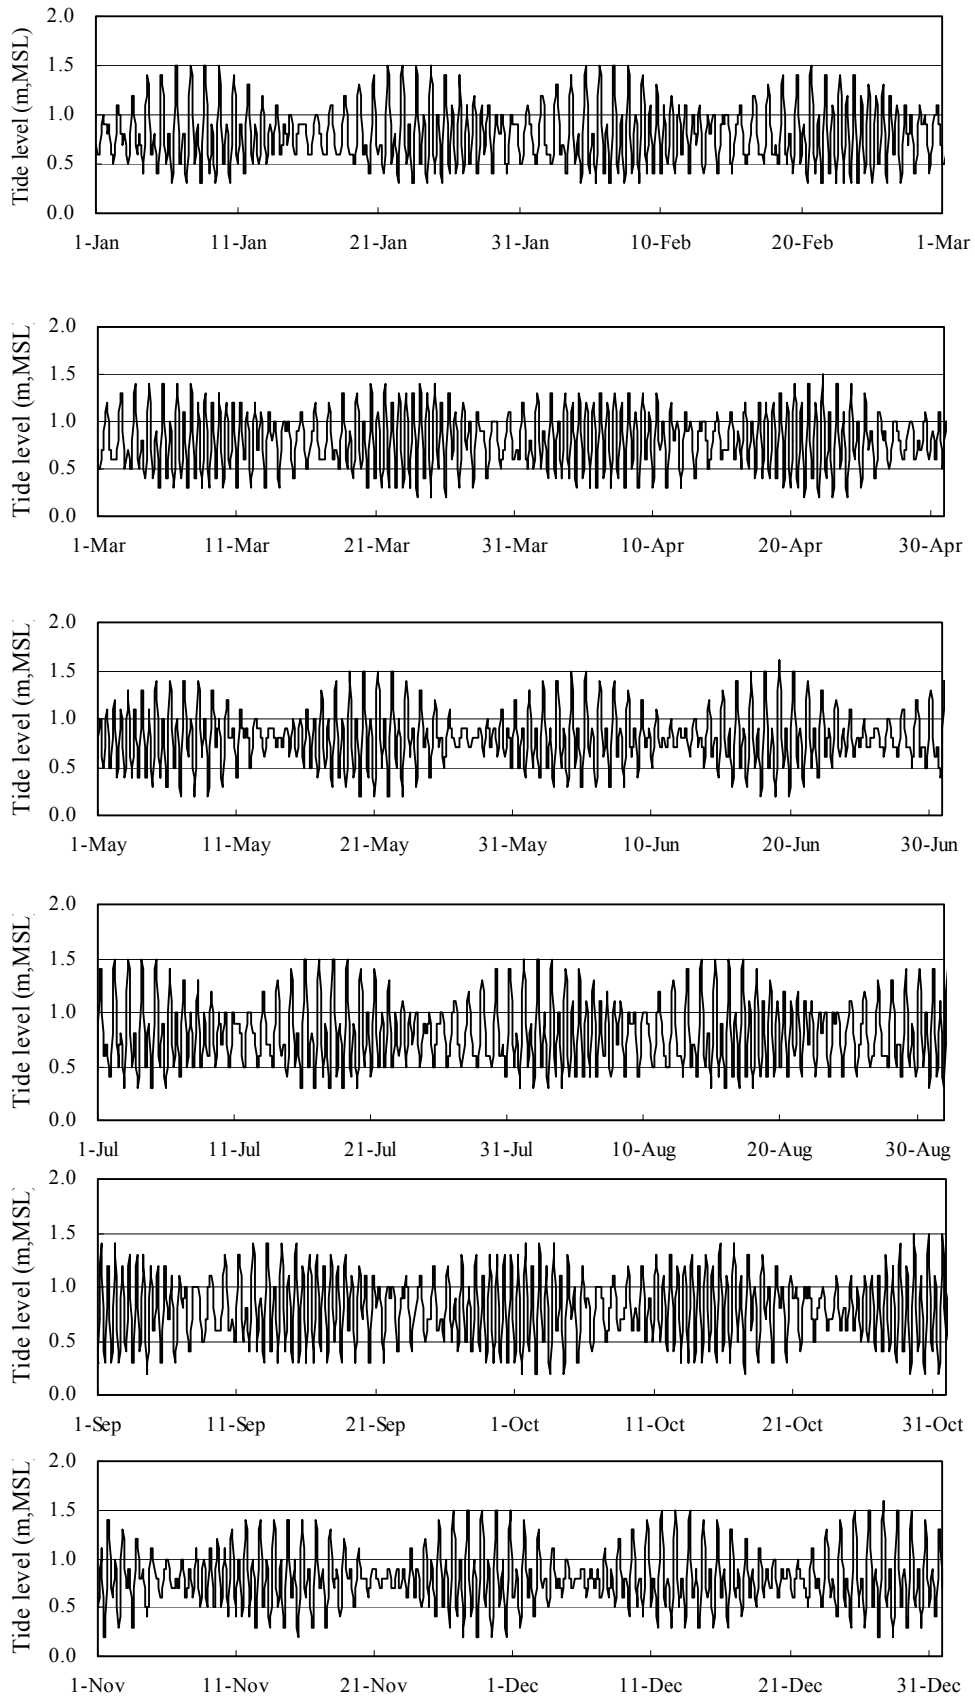 Tide level (m,MSL)
2.0
1.5
1.0
0.5
0.0
1-Jan 11-Jan 21-Jan 31-Jan 10-Feb 20-Feb 1-Mar
Tide level (m,MSL)
2.0
1.5
1.0
0.5
0.0
1-Mar 11-Mar 21-Mar 31-Mar 10-Apr 20-Apr 30-Apr
Tide level (m,MSL)
2.0
1.5
1.0
0.5
0.0
1-May 11-May 21-May 31-May 10-Jun 20-Jun 30-Jun
Tide level (m,MSL)
2.0
1.5
1.0
0.5
0.0
1-Jul 11-Jul 21-Jul 31-Jul 10-Aug 20-Aug 30-Aug
Tide level (m,MSL)
2.0
1.5
1.0
0.5
0.0
1-Sep 11-Sep 21-Sep 1-Oct 11-Oct 21-Oct 31-Oct
Tide level (m,MSL)
2.0
1.5
1.0
0.5
0.0
1-Nov 11-Nov 21-Nov 1-Dec 11-Dec 21-Dec 31-Dec